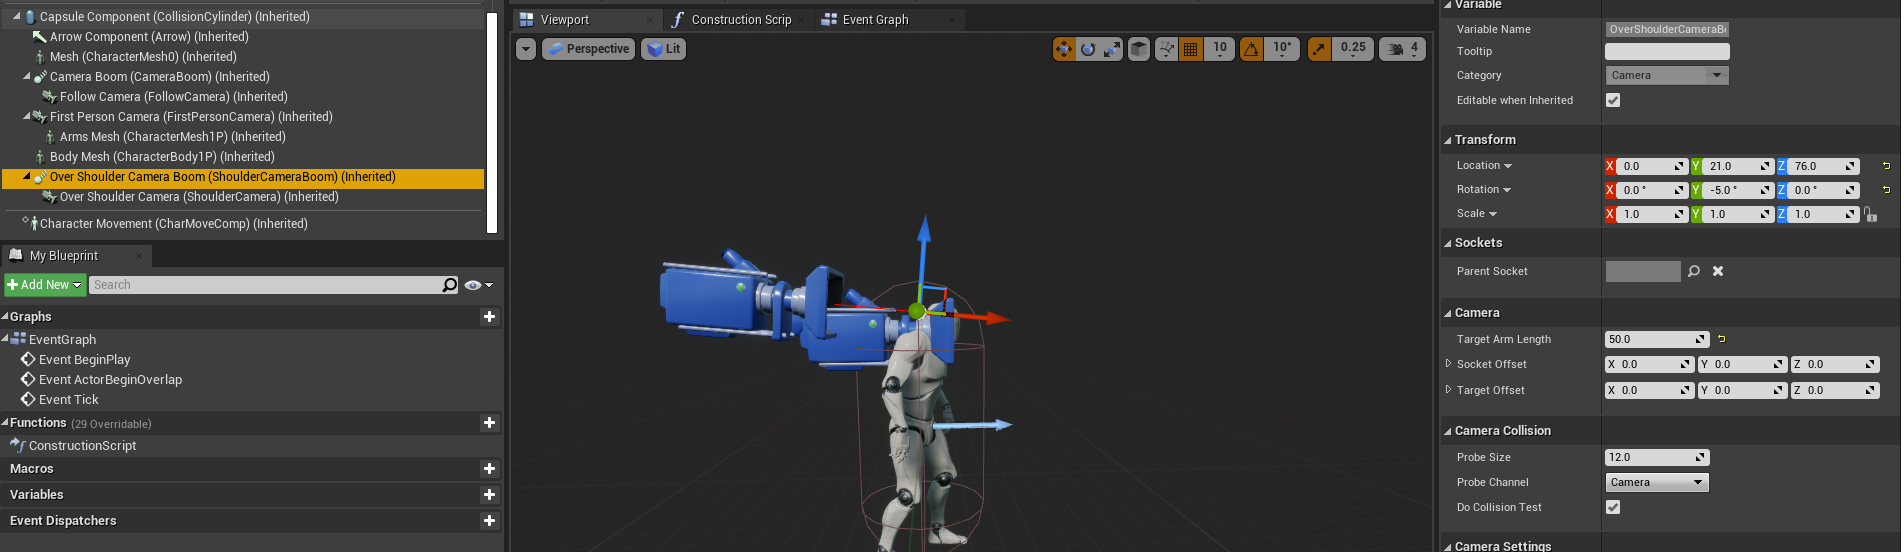 Capsule Component (CollisionCylinder) (Inherited)
Arrow Component (Arrow) (Inherited)
Mesh (CharacterMesh0) (Inherited)
Camera Boom (CameraBoom) (Inherited)
Follow Camera (FollowCamera) (Inherited)
First Person Camera (FirstPersonCamera) (Inherited)
Arms Mesh (CharacterMesh1P) (Inherited)
Body Mesh (CharacterBody1P) (Inherited)
Over Shoulder Camera Boom (ShoulderCameraBoom) (Inherited)
Over Shoulder Camera (ShoulderCamera) (Inherited)
Character Movement (CharMoveComp) (Inherited)
My Blueprint
Add New
Search
Graphs
EventGraph
Event BeginPlay
Event ActorBeginOverlap
Event Tick
Functions (29 Overridable)
ConstructionScript
Macros
Variables
Event Dispatchers
Viewport
Construction Scrip
Event Graph
Perspective
Lit
10
10°
0.25
4
Variable
Variable Name OverShoulderCameraB
Tooltip
Category Camera
Editable when Inherited
Transform
Location X 0.0 Y 21.0 Z 76.0
Rotation X 0.0 ° Y -5.0 ° Z 0.0 °
Scale X 1.0 Y 1.0 Z 1.0
Sockets
Parent Socket
Camera
Target Arm Length 50.0
Socket Offset X 0.0 Y 0.0 Z 0.0
Target Offset X 0.0 Y 0.0 Z 0.0
Camera Collision
Probe Size 12.0
Probe Channel Camera
Do Collision Test
Camera Settings